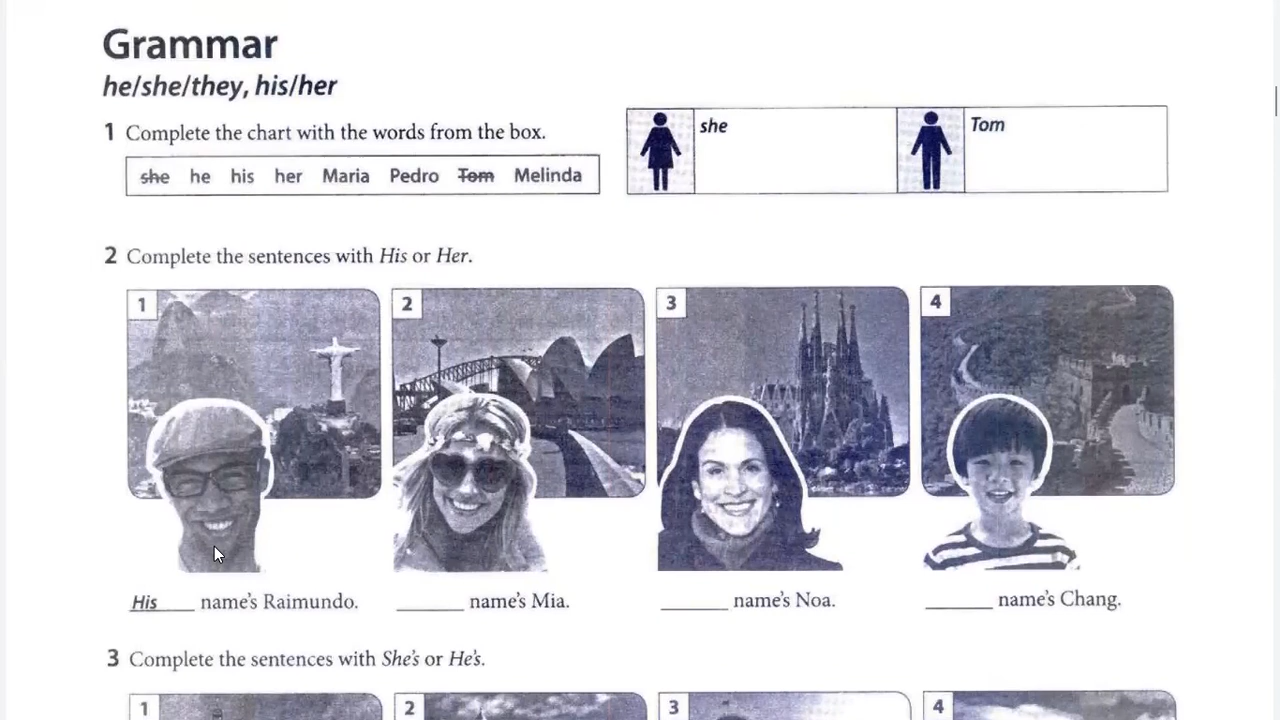 Grammar
he/she/they, his/her
1 Complete the chart with the words from the box.
she he his her Maria Pedro Tom Melinda
she
Tom
2 Complete the sentences with His or Her.
1
2
3
4
His name's Raimundo.
______ name's Mia.
______ name's Noa.
______ name's Chang.
3 Complete the sentences with She's or He's.
1
2
3
4